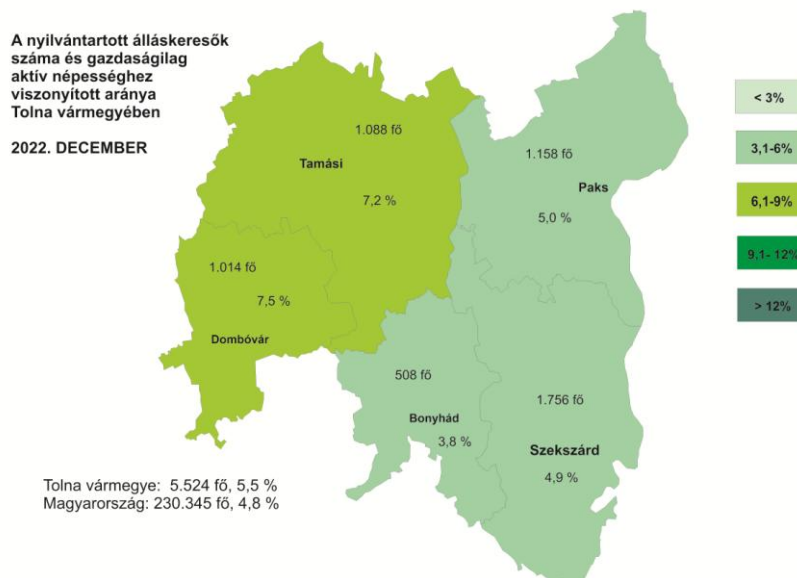 A nyilvántartott álláskeresők
száma és gazdaságilag
aktív népességhez
viszonyított aránya
Tolna vármegyében
2022. DECEMBER
1.088 fő
Tamási
7,2 %
1.158 fő
Paks
5,0 %
1.014 fő
7,5 %
Dombóvár
508 fő
Bonyhád
3,8 %
1.756 fő
Szekszárd
4,9 %
< 3%
3,1-6%
6,1-9%
9,1- 12%
> 12%
Tolna vármegye: 5.524 fő, 5,5 %
Magyarország: 230.345 fő, 4,8 %